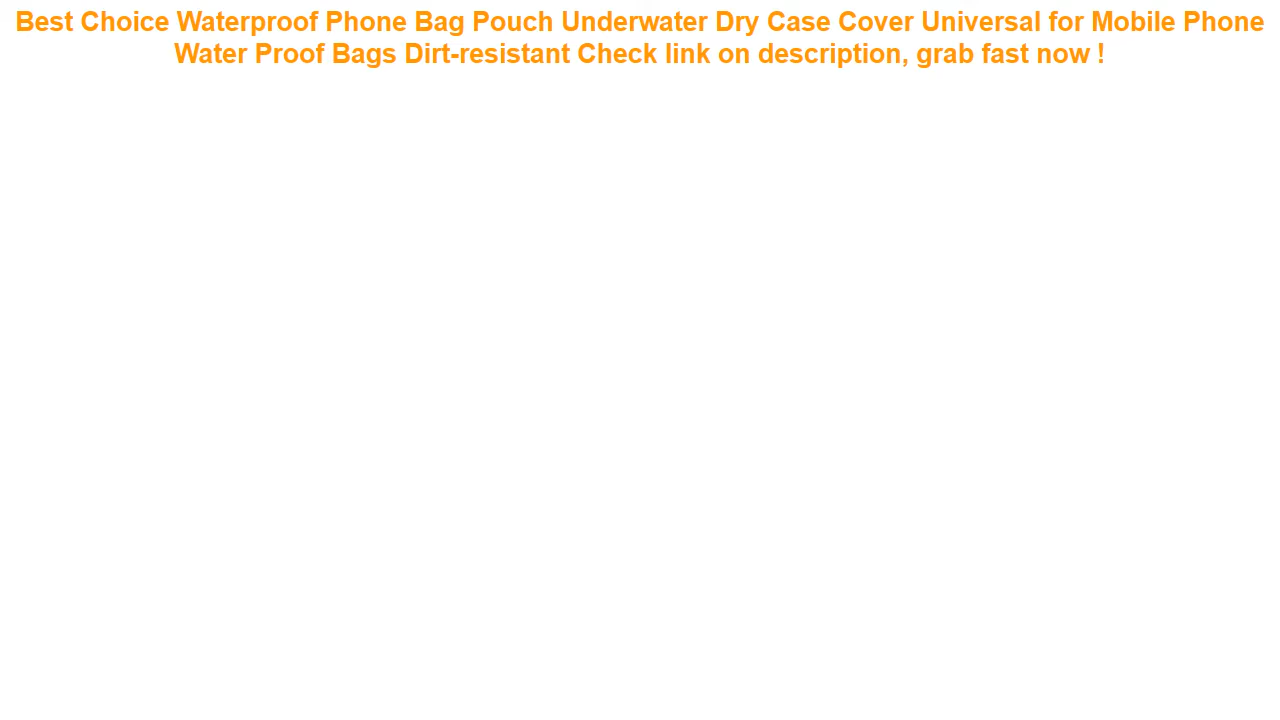 Best Choice Waterproof Phone Bag Pouch Underwater Dry Case Cover Universal for Mobile Phone
Water Proof Bags Dirt-resistant Check link on description, grab fast now !